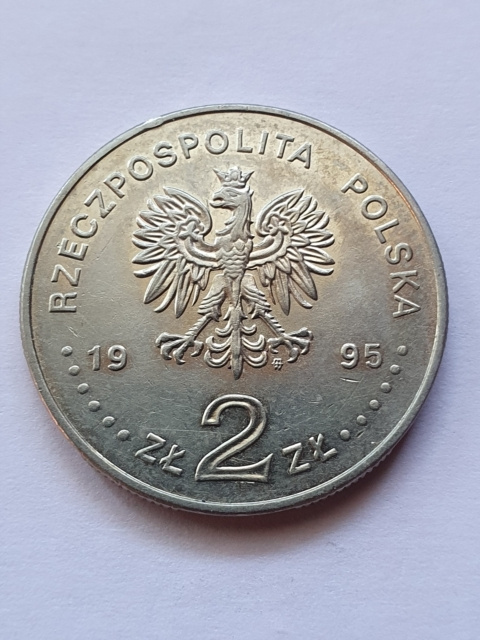 RZECZPOSPOLITA POLSKA
19 95
ZŁ 2 ZŁ